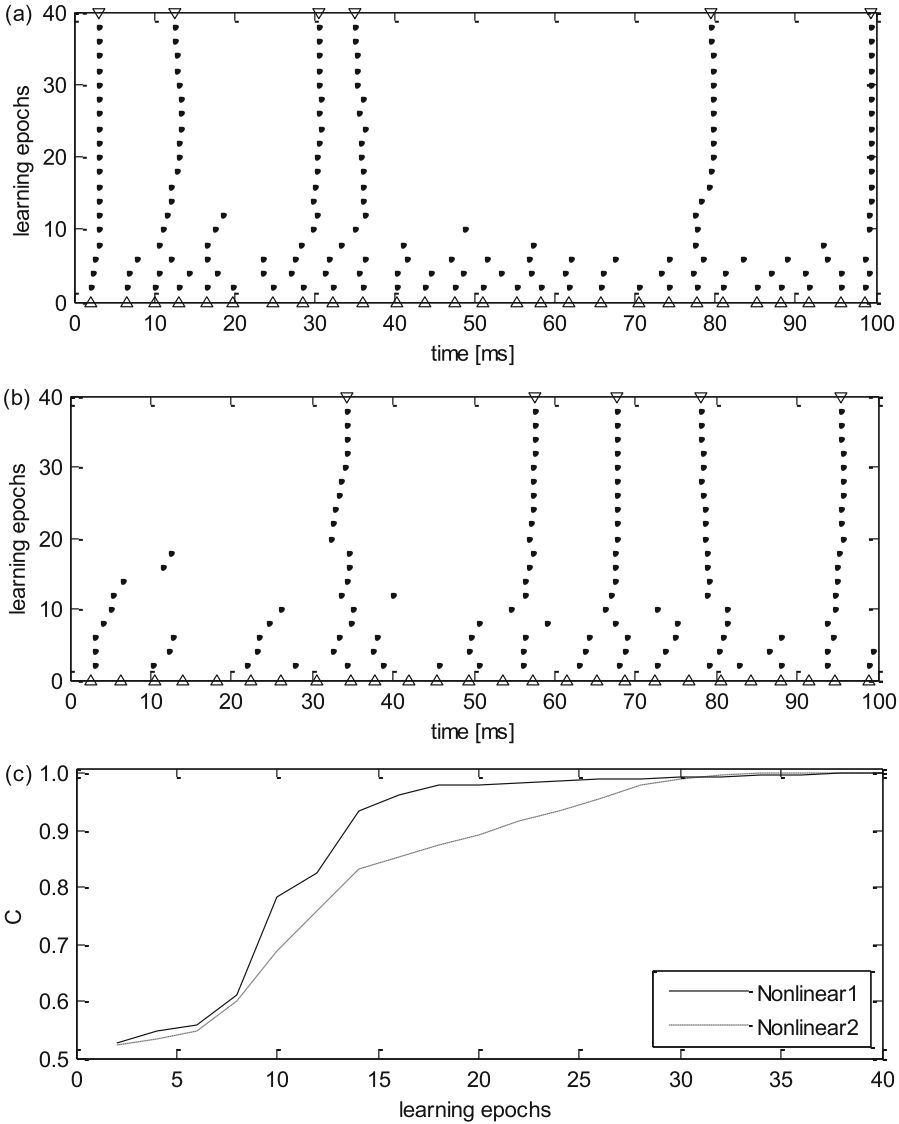 (a)
40
30
20
10
0
learning epochs
0 10 20 30 40 50 60 70 80 90 100
time [ms]
(b)
40
30
20
10
0
learning epochs
0 10 20 30 40 50 60 70 80 90 100
time [ms]
(c)
1.0
0.9
0.8
0.7
0.6
0.5
C
Nonlinear1
Nonlinear2
0 5 10 15 20 25 30 35 40
learning epochs